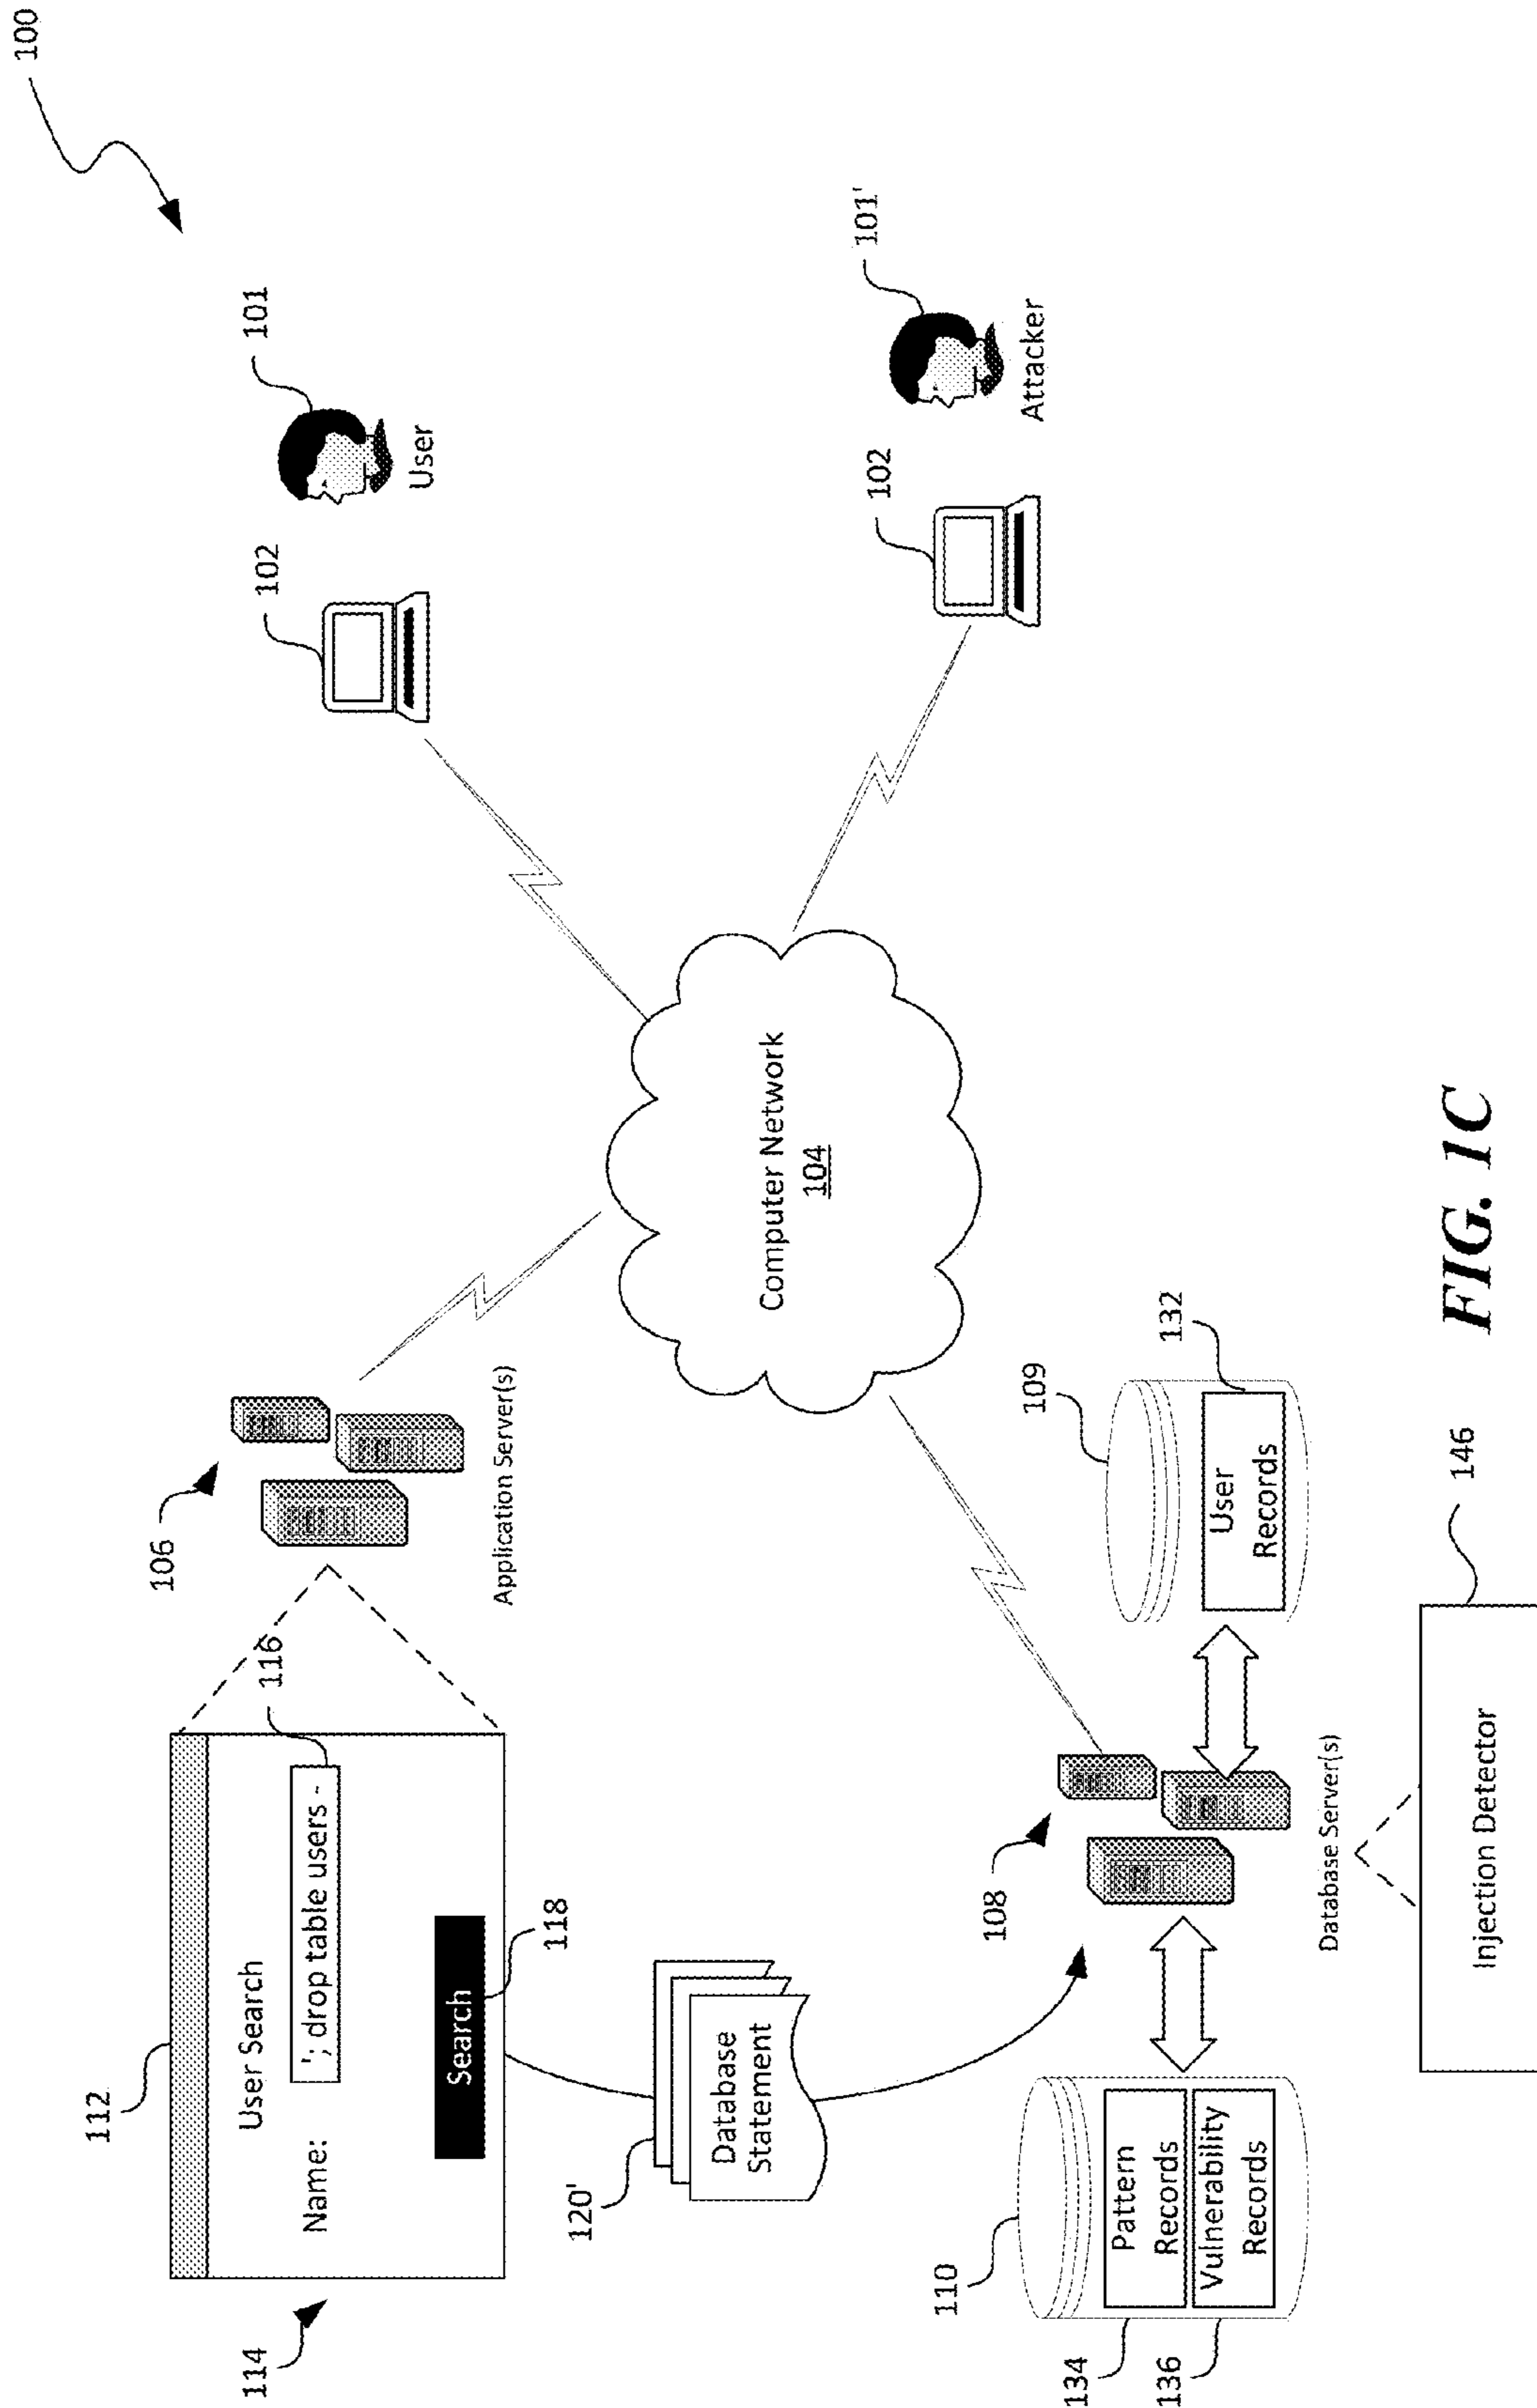 100
112
114
User Search
Name:
'; drop table users -
116
Search
118
106
Application Server(s)
101
User
102
101'
Attacker
102
Computer Network
104
120'
Database
Statement
108
Database Server(s)
110
134
Pattern
Records
136
Vulnerability
Records
109
132
User
Records
Injection Detector
146
FIG. 1C